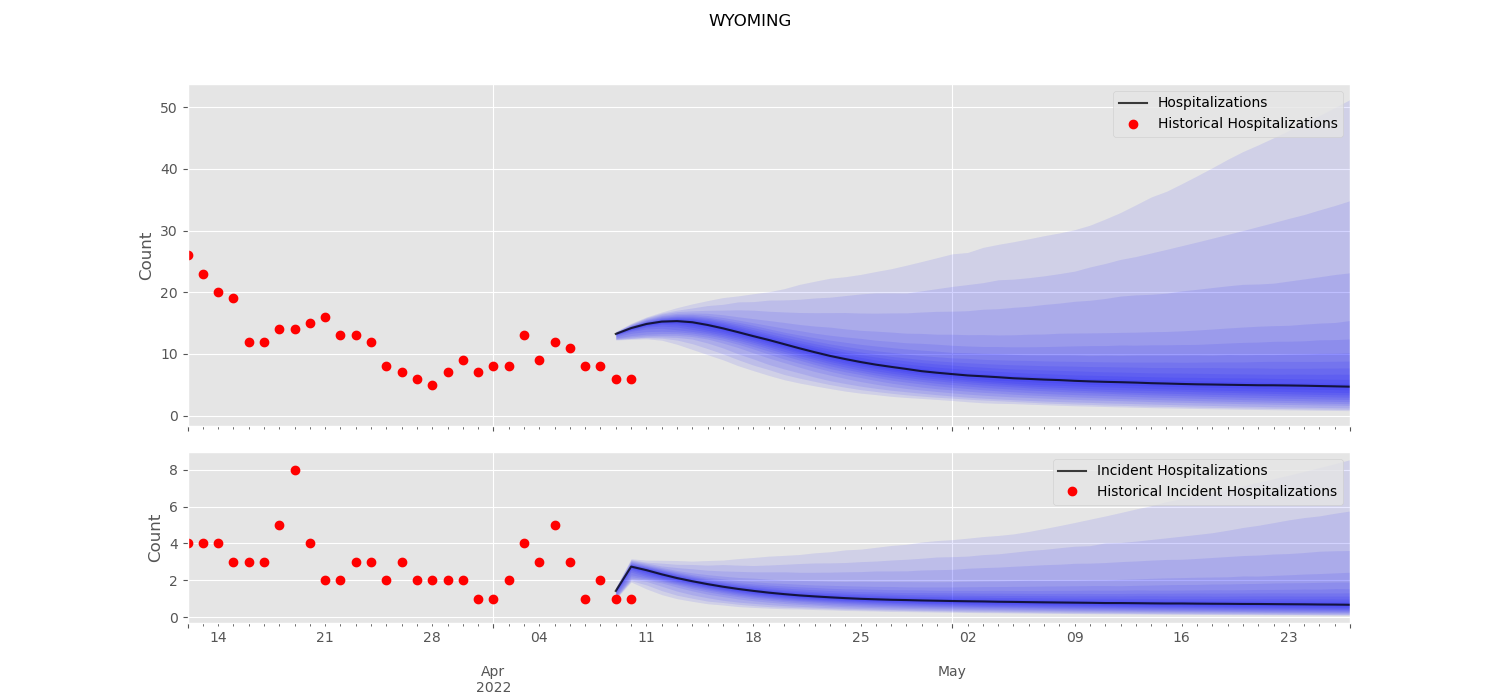 WYOMING
Hospitalizations
Historical Hospitalizations
Count
50
40
30
20
10
0
Incident Hospitalizations
Historical Incident Hospitalizations
Count
8
6
4
2
0
14 21 28 04 11 18 25 02 09 16 23
Apr May
2022